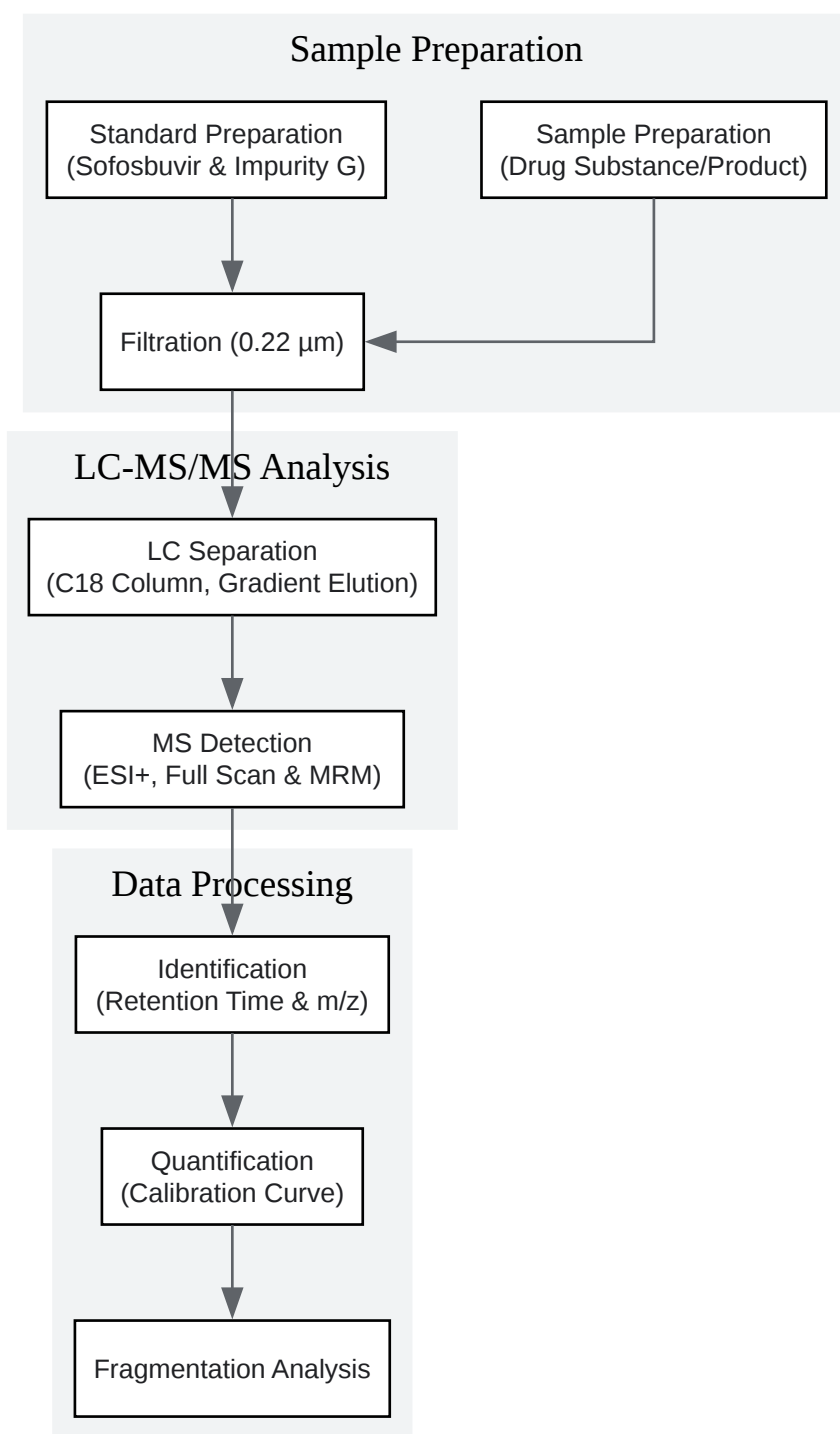 Sample Preparation
Standard Preparation
(Sofosbuvir & Impurity G)
Sample Preparation
(Drug Substance/Product)
Filtration (0.22 µm)
LC-MS/MS Analysis
LC Separation
(C18 Column, Gradient Elution)
MS Detection
(ESI+, Full Scan & MRM)
Data Processing
Identification
(Retention Time & m/z)
Quantification
(Calibration Curve)
Fragmentation Analysis